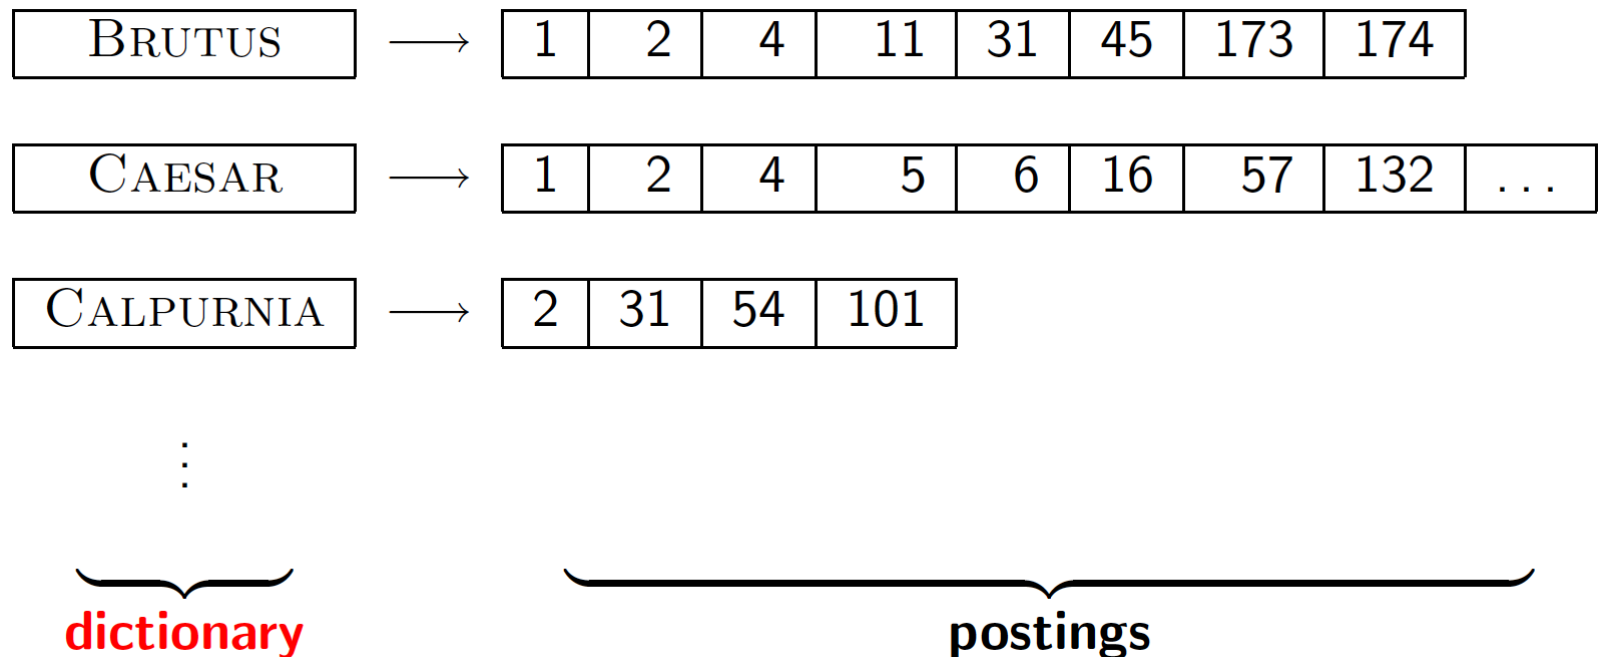 BRUTUS ⟶ 1 2 4 11 31 45 173 174
CAESAR ⟶ 1 2 4 5 6 16 57 132 ...
CALPURNIA ⟶ 2 31 54 101
⋮
dictionary postings